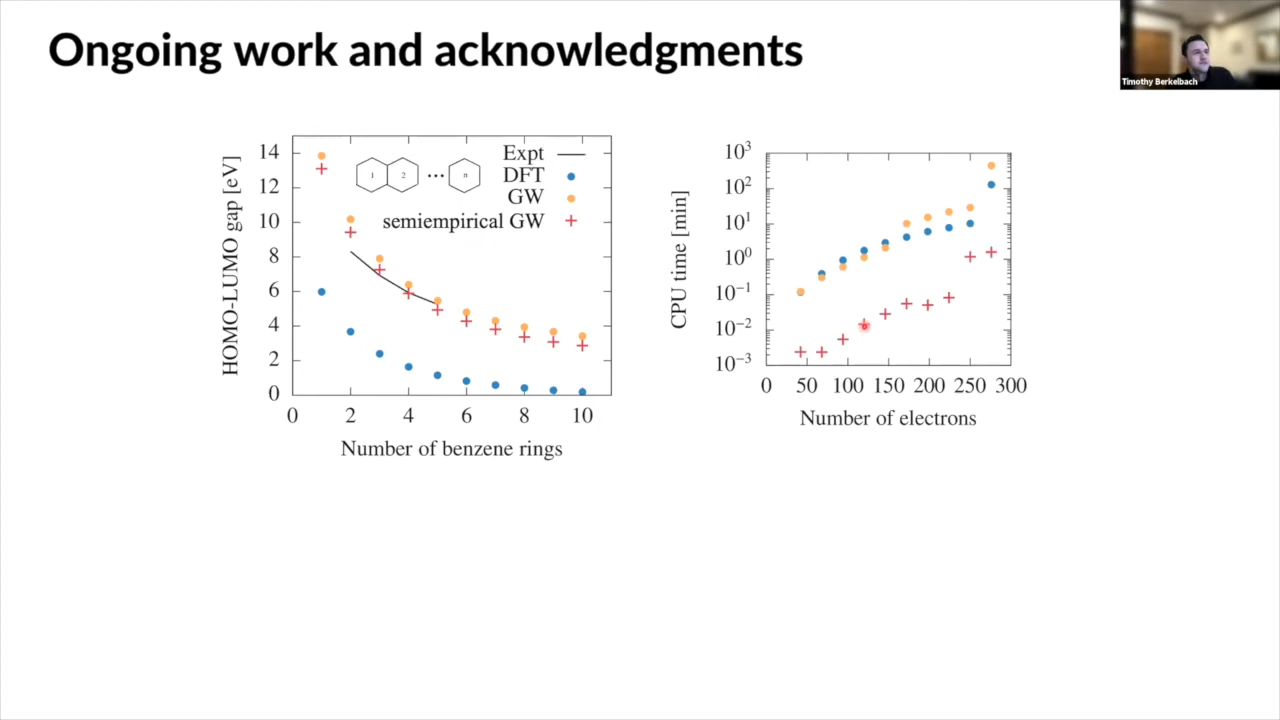 Ongoing work and acknowledgments
Timothy Berkelbach
HOMO-LUMO gap [eV]
14
12
10
8
6
4
2
0
1 2 ••• n
Expt
DFT
GW
semiempirical GW
0 2 4 6 8 10
Number of benzene rings
CPU time [min]
10³
10²
10¹
10⁰
10⁻¹
10⁻²
10⁻³
0 50 100 150 200 250 300
Number of electrons